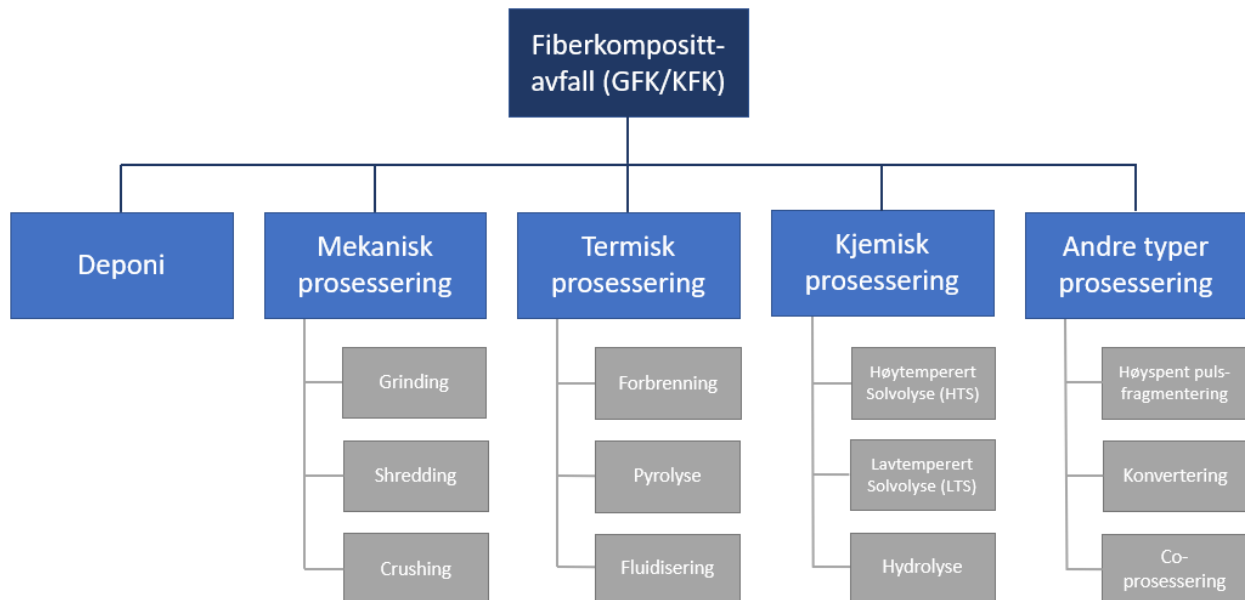 Fiberkompositt-
avfall (GFK/KFK)
Deponi
Mekanisk
prosessering
Grinding
Shredding
Crushing
Termisk
prosessering
Forbrenning
Pyrolyse
Fluidisering
Kjemisk
prosessering
Høytemperert
Solvolyse (HTS)
Lavtemperert
Solvolyse (LTS)
Hydrolyse
Andre typer
prosessering
Høyspent puls-
fragmentering
Konvertering
Co-
prosessering